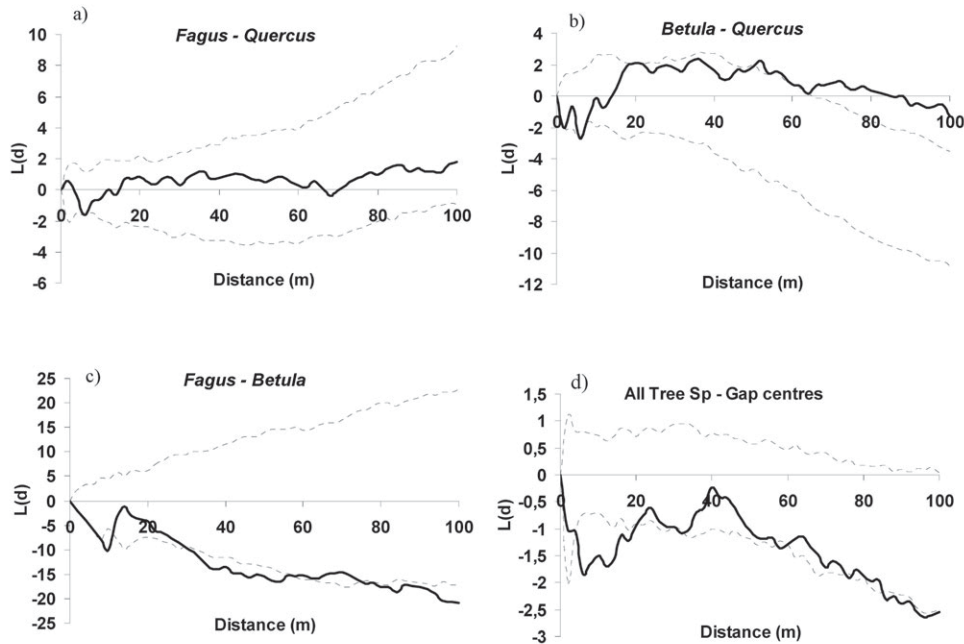 a)
Fagus - Quercus
10
8
6
4
2
0
-2
-4
-6
0 20 40 60 80 100
L(d)
Distance (m)
b)
Betula - Quercus
4
2
0
-2
-4
-6
-8
-10
-12
0 20 40 60 80 100
L(d)
Distance (m)
c)
Fagus - Betula
25
20
15
10
5
0
-5
-10
-15
-20
-25
0 20 40 60 80 100
L(d)
Distance (m)
d)
All Tree Sp - Gap centres
1,5
1
0,5
0
-0,5
-1
-1,5
-2
-2,5
-3
0 20 40 60 80 100
L(d)
Distance (m)